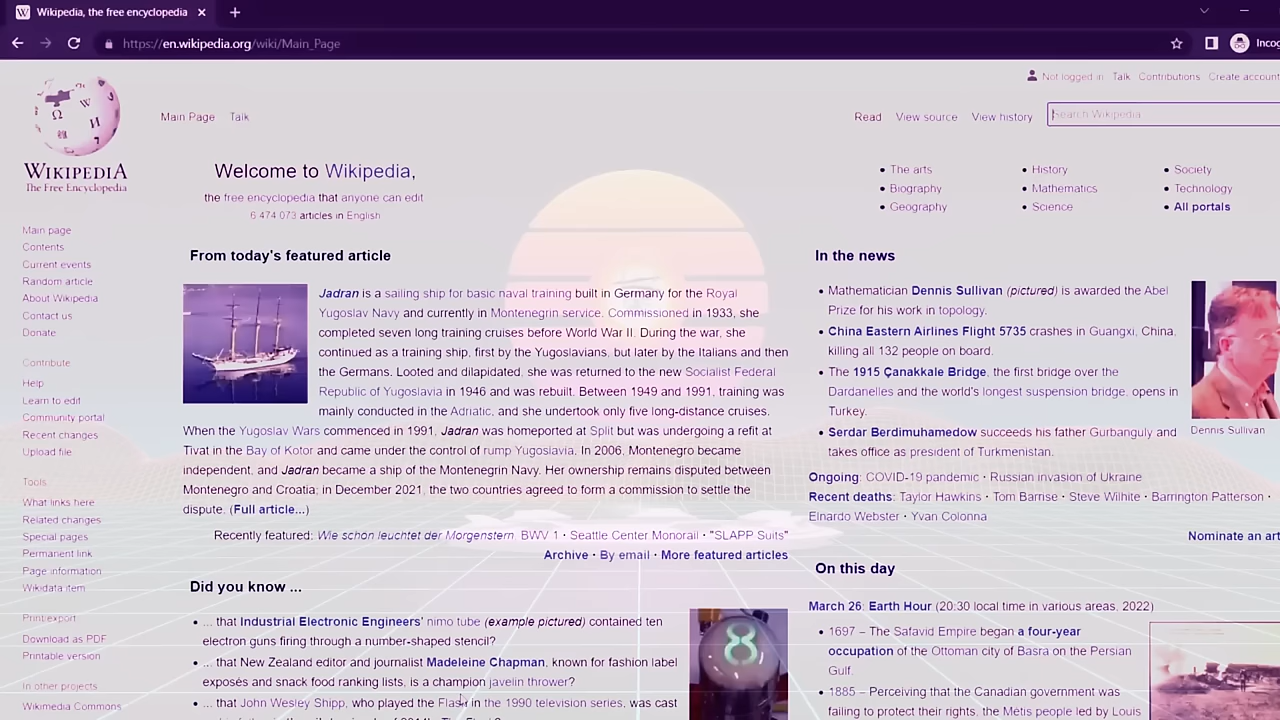 Wikipedia, the free encyclopedia
https://en.wikipedia.org/wiki/Main_Page
Not logged in Talk Contributions Create account
Main Page Talk
Read View source View history
Search Wikipedia
WIKIPEDIA
The Free Encyclopedia
Welcome to Wikipedia,
the free encyclopedia that anyone can edit
6 474 073 articles in English
The arts
Biography
Geography
History
Mathematics
Science
Society
Technology
All portals
Main page
Contents
Current events
Random article
About Wikipedia
Contact us
Donate
Contribute
Help
Learn to edit
Community portal
Recent changes
Upload file
Tools
What links here
Related changes
Special pages
Permanent link
Page information
Wikidata item
Print/export
Download as PDF
Printable version
In other projects
Wikimedia Commons
From today's featured article
Jadran is a sailing ship for basic naval training built in Germany for the Royal
Yugoslav Navy and currently in Montenegrin service. Commissioned in 1933, she
completed seven long training cruises before World War II. During the war, she
continued as a training ship, first by the Yugoslavians, but later by the Italians and then
the Germans. Looted and dilapidated, she was returned to the new Socialist Federal
Republic of Yugoslavia in 1946 and was rebuilt. Between 1949 and 1991, training was
mainly conducted in the Adriatic, and she undertook only five long-distance cruises.
When the Yugoslav Wars commenced in 1991, Jadran was homeported at Split but was undergoing a refit at
Tivat in the Bay of Kotor and came under the control of rump Yugoslavia. In 2006, Montenegro became
independent, and Jadran became a ship of the Montenegrin Navy. Her ownership remains disputed between
Montenegro and Croatia; in December 2021, the two countries agreed to form a commission to settle the
dispute. (Full article...)
Recently featured: Wie schön leuchtet der Morgenstern, BWV 1 · Seattle Center Monorail · "SLAPP Suits"
Archive · By email · More featured articles
Did you know ...
... that Industrial Electronic Engineers' nimo tube (example pictured) contained ten
electron guns firing through a number-shaped stencil?
... that New Zealand editor and journalist Madeleine Chapman, known for fashion label
exposés and snack food ranking lists, is a champion javelin thrower?
... that John Wesley Shipp, who played the Flash in the 1990 television series, was cast
In the news
Mathematician Dennis Sullivan (pictured) is awarded the Abel
Prize for his work in topology.
China Eastern Airlines Flight 5735 crashes in Guangxi, China,
killing all 132 people on board.
The 1915 Çanakkale Bridge, the first bridge over the
Dardanelles and the world's longest suspension bridge, opens in
Turkey.
Serdar Berdimuhamedow succeeds his father Gurbanguly and
takes office as president of Turkmenistan.
Dennis Sullivan
Ongoing: COVID-19 pandemic · Russian invasion of Ukraine
Recent deaths: Taylor Hawkins · Tom Barrise · Steve Wilhite · Barrington Patterson ·
Elnardo Webster · Yvan Colonna
Nominate an art
On this day
March 26: Earth Hour (20:30 local time in various areas, 2022)
1697 – The Safavid Empire began a four-year
occupation of the Ottoman city of Basra on the Persian
Gulf.
1885 – Perceiving that the Canadian government was
failing to protect their rights, the Métis people led by Louis